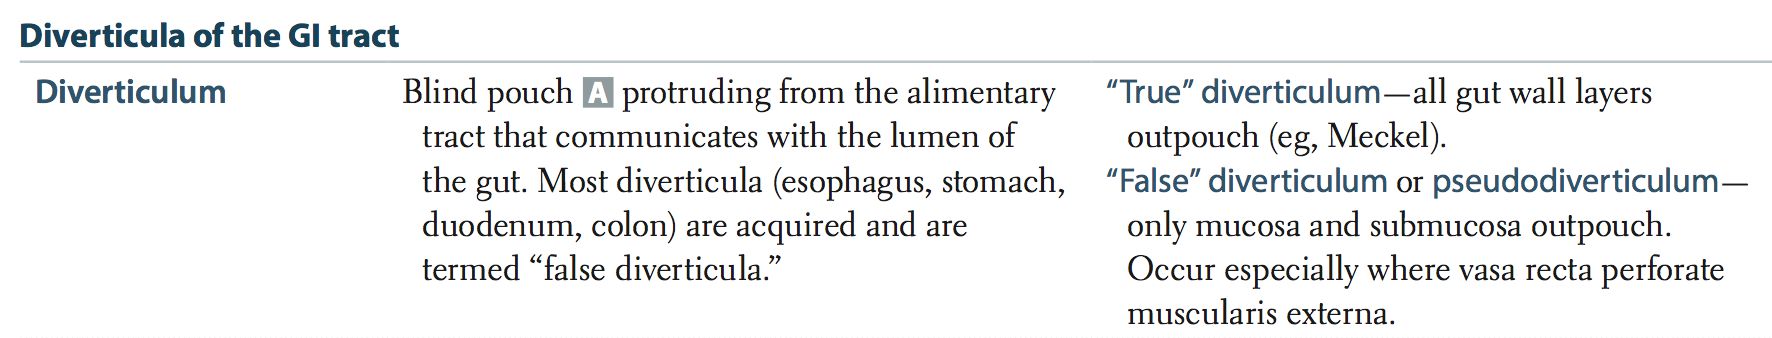 Diverticula of the GI tract
Diverticulum
Blind pouch A protruding from the alimentary
tract that communicates with the lumen of
the gut. Most diverticula (esophagus, stomach,
duodenum, colon) are acquired and are
termed “false diverticula.”
“True” diverticulum—all gut wall layers
outpouch (eg, Meckel).
“False” diverticulum or pseudodiverticulum—
only mucosa and submucosa outpouch.
Occur especially where vasa recta perforate
muscularis externa.